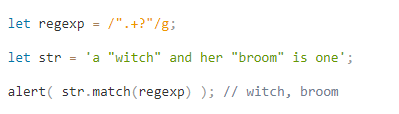 let regexp = /".+?"/g;
let str = 'a "witch" and her "broom" is one';
alert( str.match(regexp) ); // witch, broom